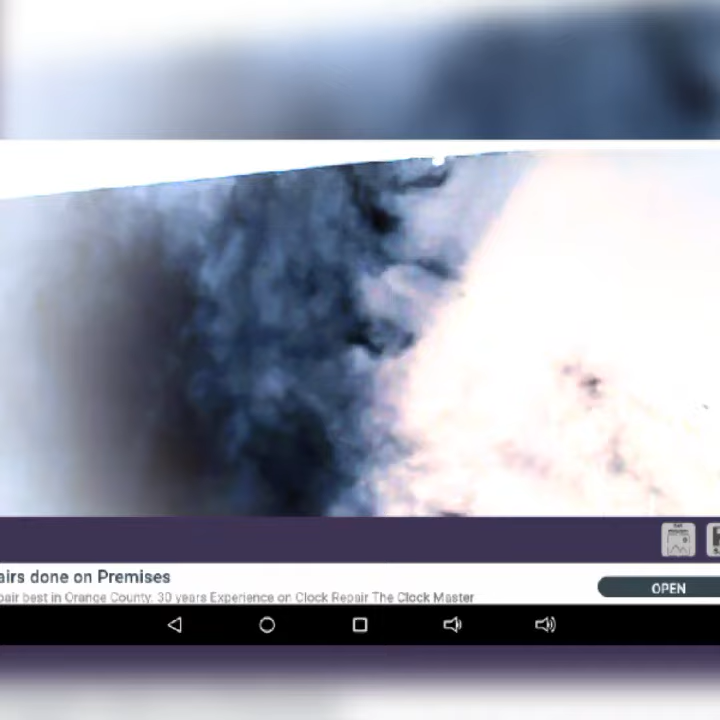 airs done on Premises
pair best in Orange County. 30 years Experience on Clock Repair The Clock Master
OPEN